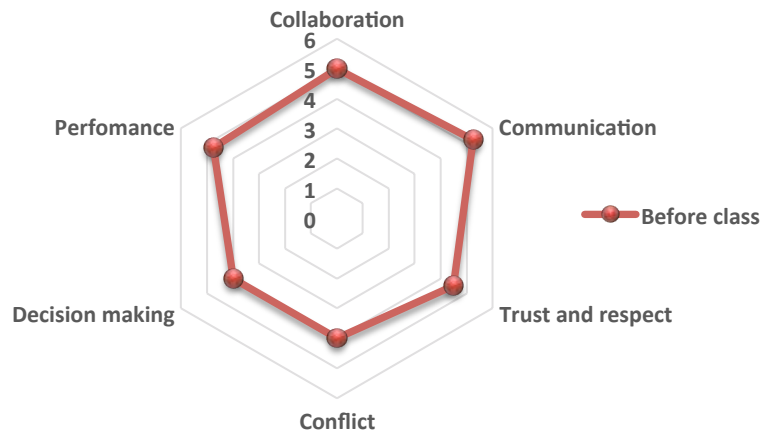 Collaboration
6
5
4
3
2
1
0
Communication
Trust and respect
Conflict
Decision making
Perfomance
Before class